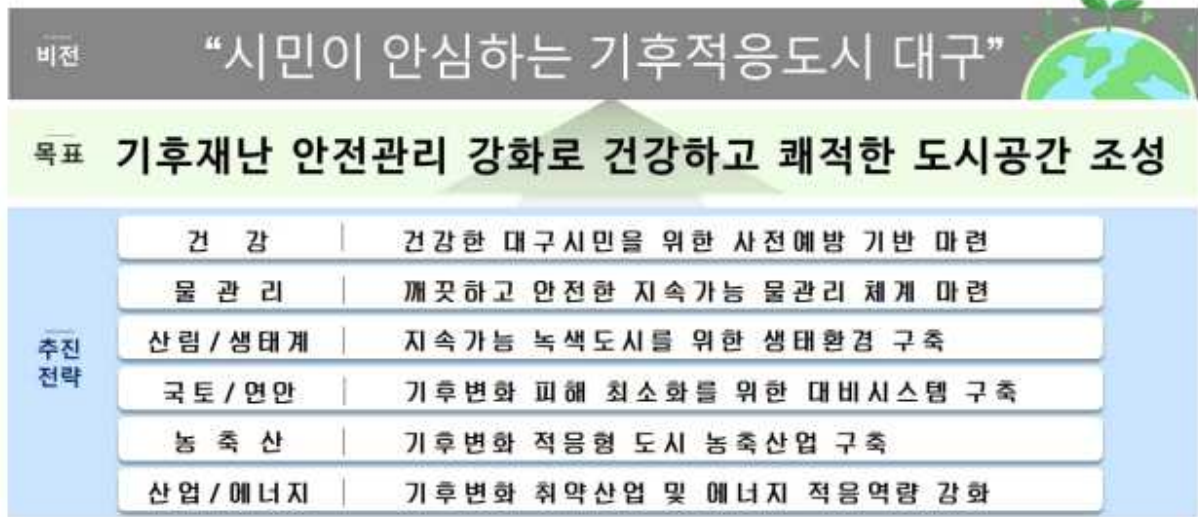 비전 “시민이 안심하는 기후적응도시 대구”
목표 기후재난 안전관리 강화로 건강하고 쾌적한 도시공간 조성
추진
전략
건 강 | 건강한 대구시민을 위한 사전예방 기반 마련
물 관 리 | 깨끗하고 안전한 지속가능 물관리 체계 마련
산림/생태계 | 지속가능 녹색도시를 위한 생태환경 구축
국토/연안 | 기후변화 피해 최소화를 위한 대비시스템 구축
농 축 산 | 기후변화 적응형 도시 농축산업 구축
산업/에너지 | 기후변화 취약산업 및 에너지 적응역량 강화